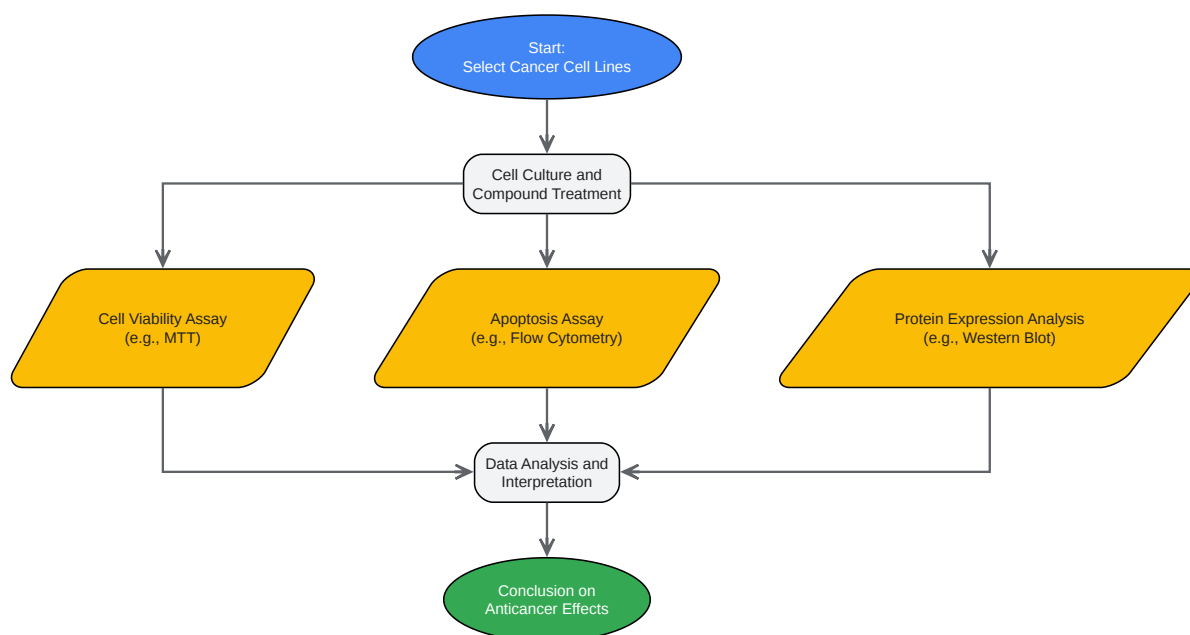 Start:
Select Cancer Cell Lines
Cell Culture and
Compound Treatment
Cell Viability Assay
(e.g., MTT)
Apoptosis Assay
(e.g., Flow Cytometry)
Protein Expression Analysis
(e.g., Western Blot)
Data Analysis and
Interpretation
Conclusion on
Anticancer Effects